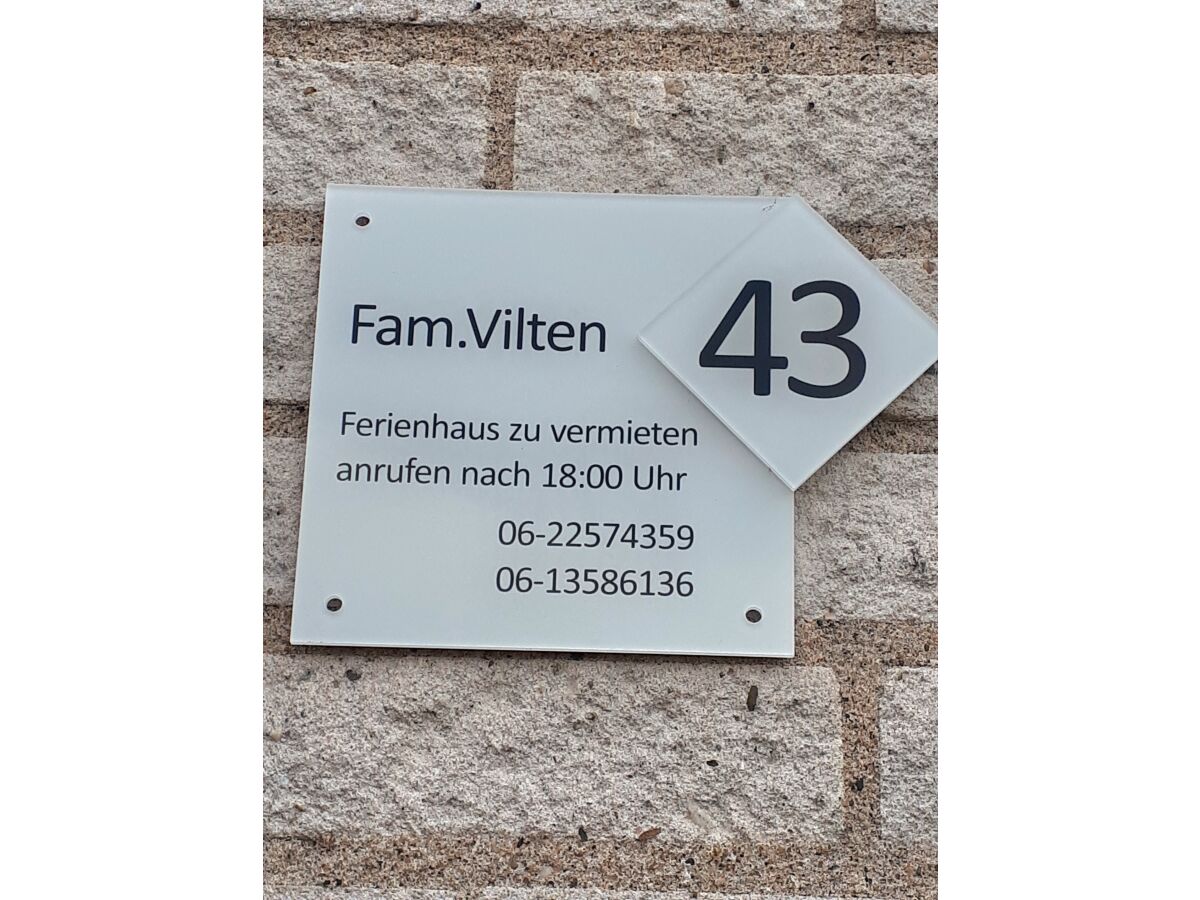 Fam.Vilten
43
Ferienhaus zu vermieten
anrufen nach 18:00 Uhr
06-22574359
06-13586136